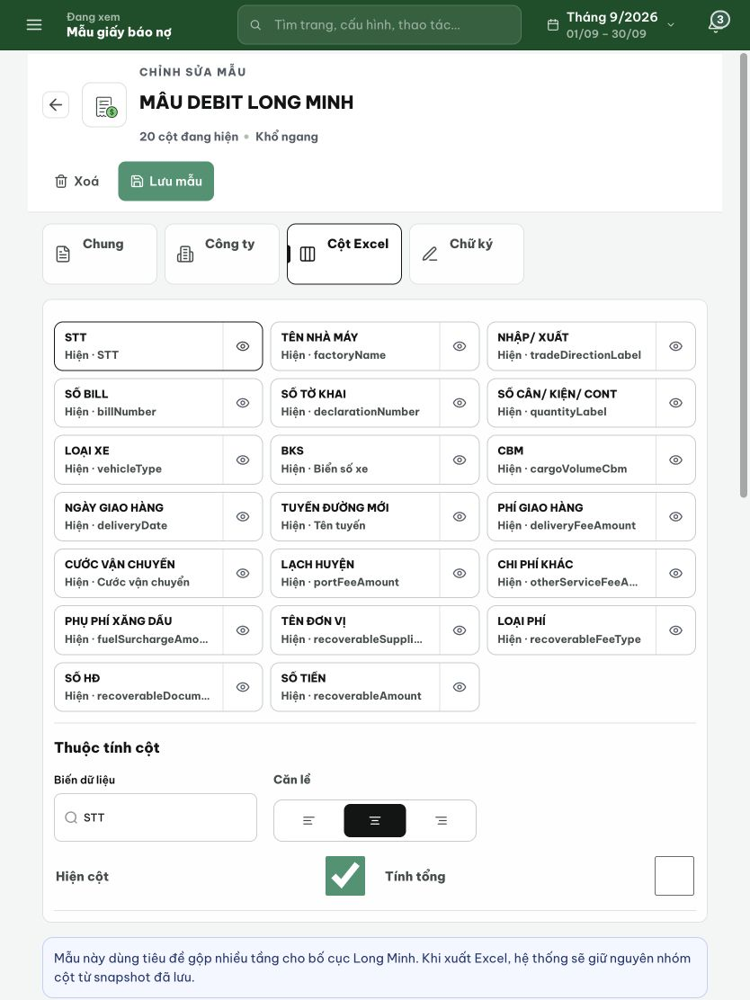 Đang xem
Mẫu giấy báo nợ
Tìm trang, cấu hình, thao tác...
Tháng 9/2026
01/09 – 30/09
3
CHỈNH SỬA MẪU
MẪU DEBIT LONG MINH
20 cột đang hiện • Khổ ngang
Xoá
Lưu mẫu
Chung
Công ty
Cột Excel
Chữ ký
STT
Hiện · STT
TÊN NHÀ MÁY
Hiện · factoryName
NHẬP/ XUẤT
Hiện · tradeDirectionLabel
SỐ BILL
Hiện · billNumber
SỐ TỜ KHAI
Hiện · declarationNumber
SỐ CÂN/ KIỆN/ CONT
Hiện · quantityLabel
LOẠI XE
Hiện · vehicleType
BKS
Hiện · Biển số xe
CBM
Hiện · cargoVolumeCbm
NGÀY GIAO HÀNG
Hiện · deliveryDate
TUYẾN ĐƯỜNG MỚI
Hiện · Tên tuyến
PHÍ GIAO HÀNG
Hiện · deliveryFeeAmount
CƯỚC VẬN CHUYỂN
Hiện · Cước vận chuyển
LẠCH HUYỆN
Hiện · portFeeAmount
CHI PHÍ KHÁC
Hiện · otherServiceFeeA...
PHỤ PHÍ XĂNG DẦU
Hiện · fuelSurchargeAmo...
TÊN ĐƠN VỊ
Hiện · recoverableSuppli...
LOẠI PHÍ
Hiện · recoverableFeeType
SỐ HĐ
Hiện · recoverableDocum...
SỐ TIỀN
Hiện · recoverableAmount
Thuộc tính cột
Biến dữ liệu
Căn lề
STT
Hiện cột
Tính tổng
Mẫu này dùng tiêu đề gộp nhiều tầng cho bố cục Long Minh. Khi xuất Excel, hệ thống sẽ giữ nguyên nhóm
cột từ snapshot đã lưu.